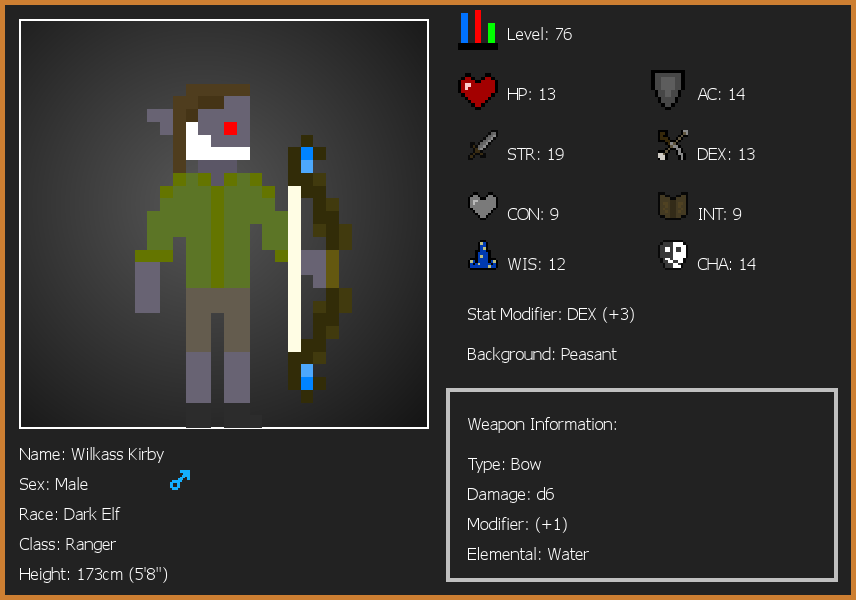 Level: 76
HP: 13
AC: 14
STR: 19
DEX: 13
CON: 9
INT: 9
WIS: 12
CHA: 14
Stat Modifier: DEX (+3)
Background: Peasant
Weapon Information:
Type: Bow
Damage: d6
Modifier: (+1)
Elemental: Water
Name: Wilkass Kirby
Sex: Male
Race: Dark Elf
Class: Ranger
Height: 173cm (5'8")